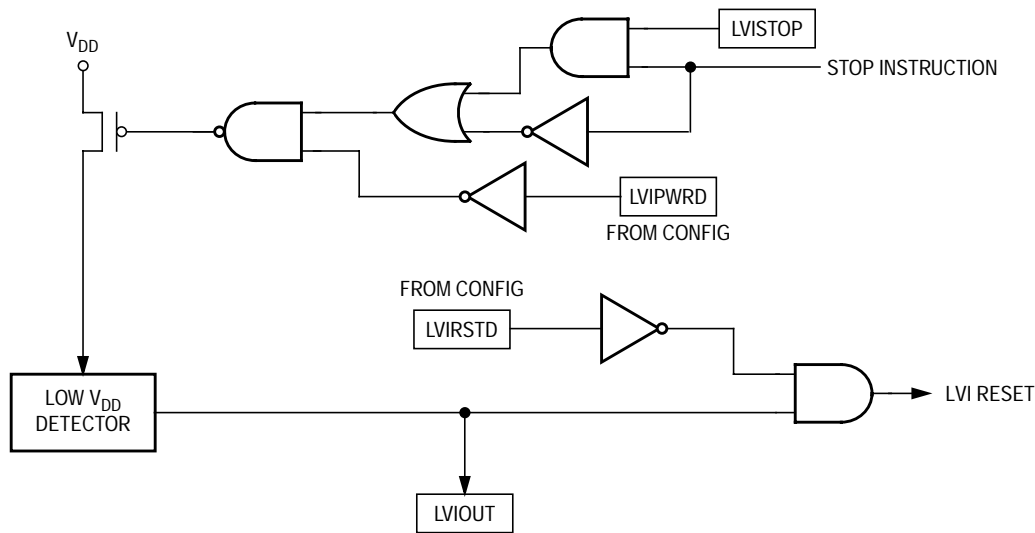 LVISTOP
V_DD
STOP INSTRUCTION
LVIPWRD
FROM CONFIG
FROM CONFIG
LVIRSTD
LOW V_DD
DETECTOR
LVI RESET
LVIOUT